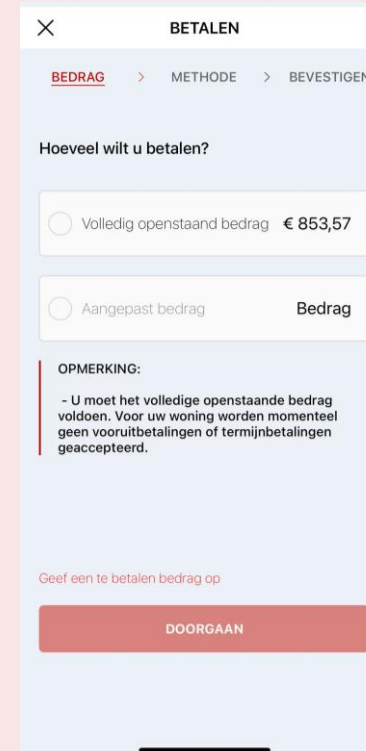 BETALEN
BEDRAG > METHODE > BEVESTIGEN
Hoeveel wilt u betalen?
Volledig openstaand bedrag € 853,57
Aangepast bedrag Bedrag
OPMERKING:
- U moet het volledige openstaande bedrag
voldoen. Voor uw woning worden momenteel
geen vooruitbetalingen of termijnbetalingen
geaccepteerd.
Geef een te betalen bedrag op
DOORGAAN